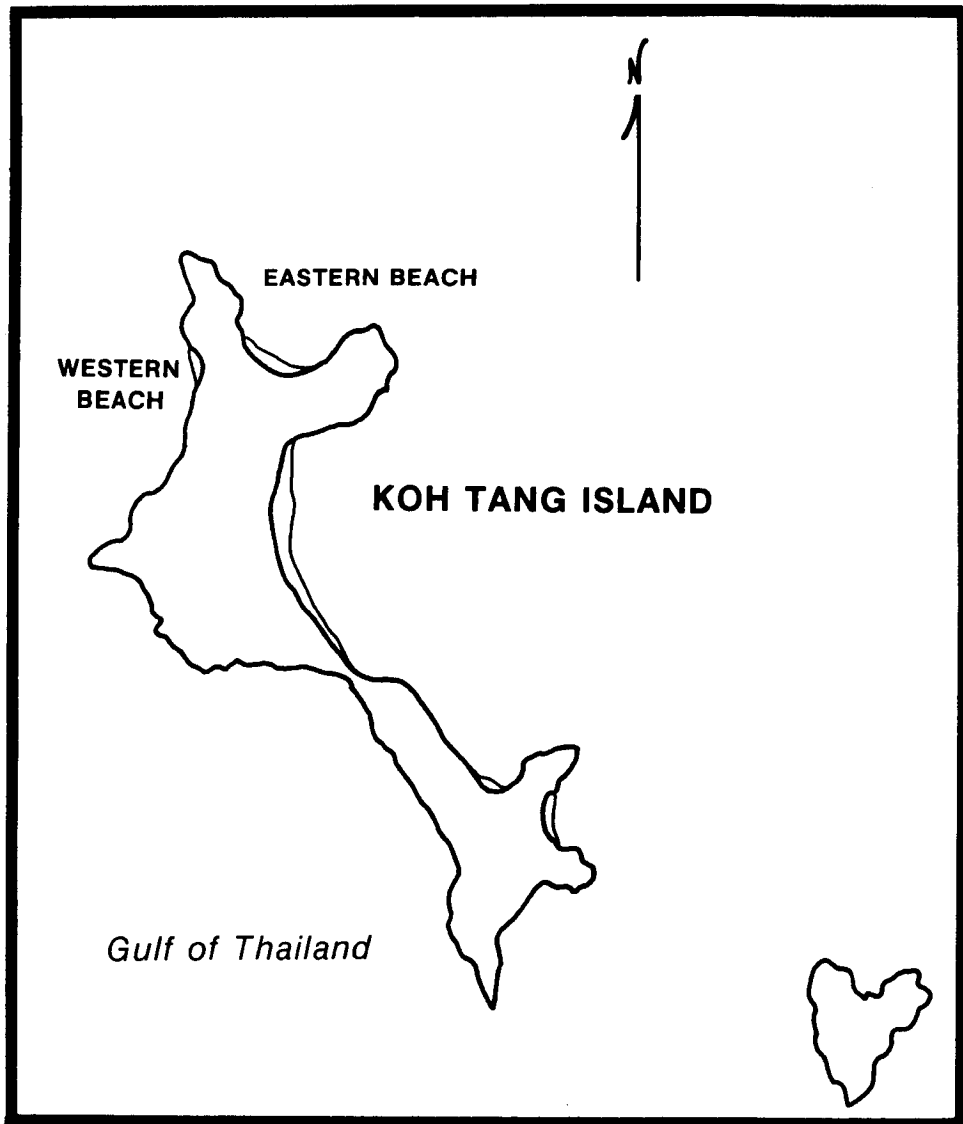 N
EASTERN BEACH
WESTERN
BEACH
KOH TANG ISLAND
Gulf of Thailand